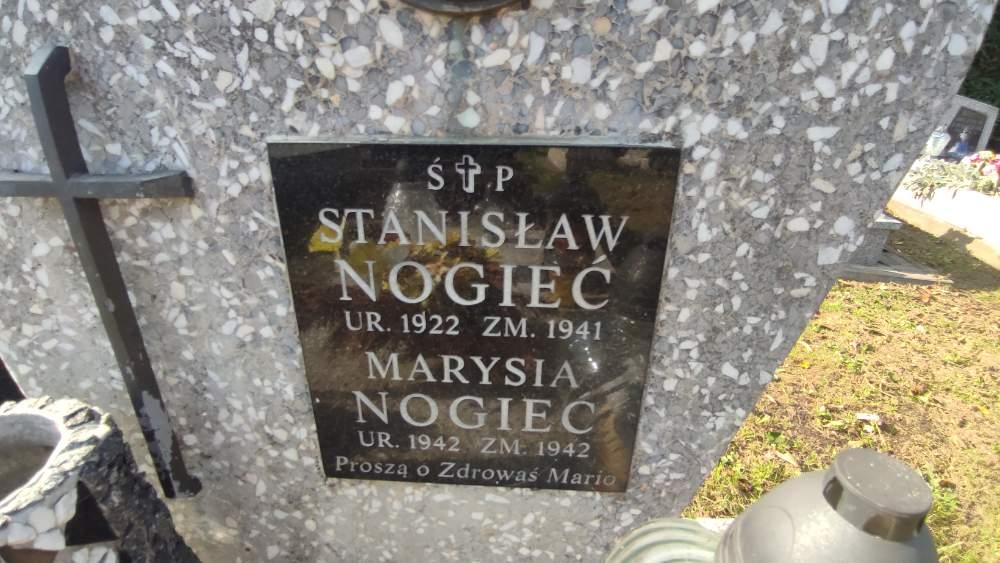 Ś✝P
STANISŁAW
NOGIEĆ
UR. 1922 ZM. 1941
MARYSIA
NOGIEĆ
UR. 1942 ZM. 1942
Proszą o Zdrowaś Mario